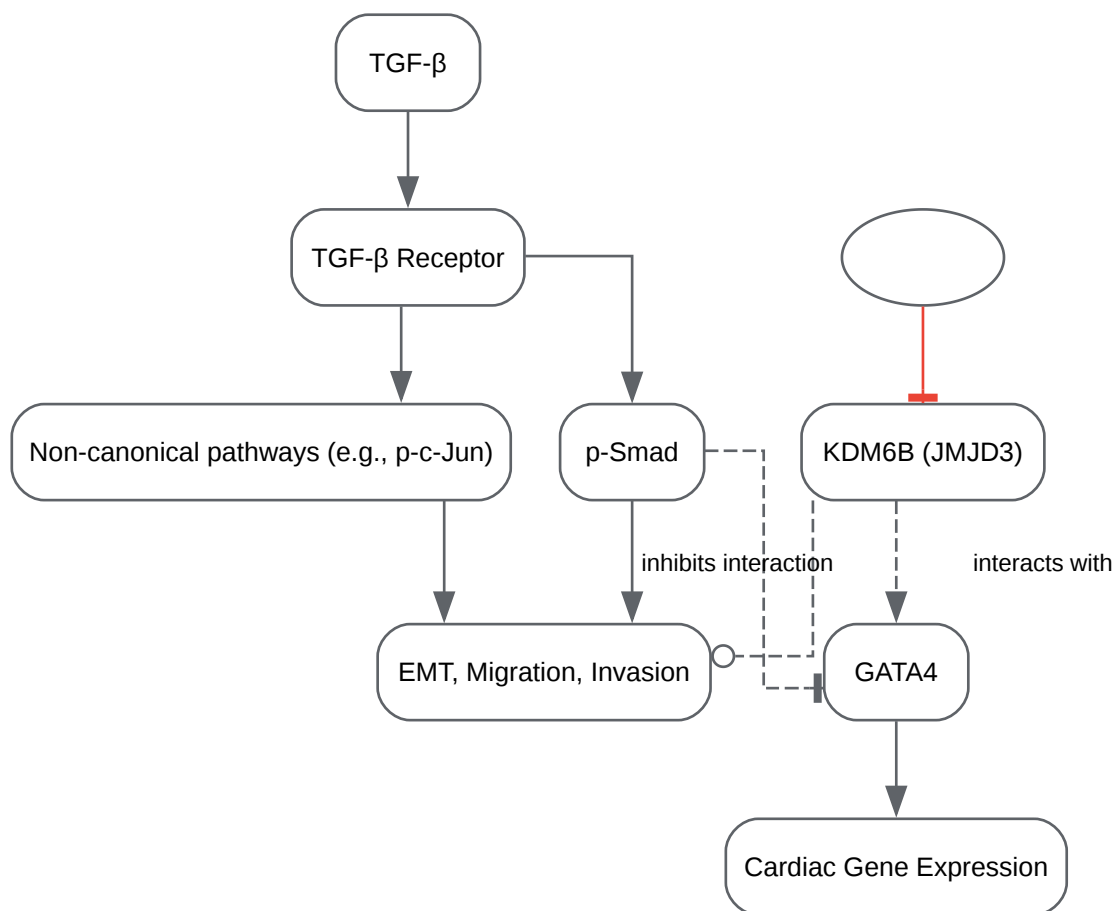 TGF-β
TGF-β Receptor
Non-canonical pathways (e.g., p-c-Jun)
p-Smad
KDM6B (JMJD3)
inhibits interaction
interacts with
EMT, Migration, Invasion
GATA4
Cardiac Gene Expression